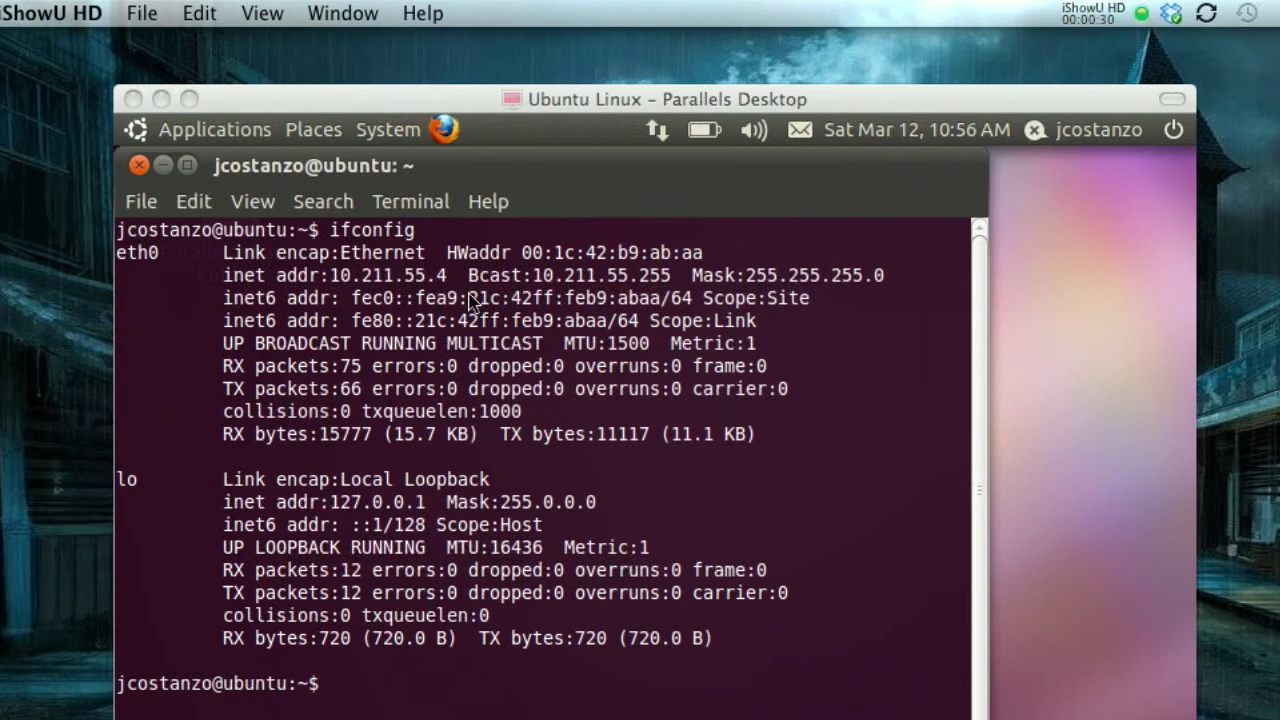 iShowU HD File Edit View Window Help
iShowU HD
00:00:30
Ubuntu Linux – Parallels Desktop
Applications Places System Sat Mar 12, 10:56 AM jcostanzo
jcostanzo@ubuntu: ~
File Edit View Search Terminal Help
jcostanzo@ubuntu:~$ ifconfig
eth0 Link encap:Ethernet HWaddr 00:1c:42:b9:ab:aa
inet addr:10.211.55.4 Bcast:10.211.55.255 Mask:255.255.255.0
inet6 addr: fec0::fea9:21c:42ff:feb9:abaa/64 Scope:Site
inet6 addr: fe80::21c:42ff:feb9:abaa/64 Scope:Link
UP BROADCAST RUNNING MULTICAST MTU:1500 Metric:1
RX packets:75 errors:0 dropped:0 overruns:0 frame:0
TX packets:66 errors:0 dropped:0 overruns:0 carrier:0
collisions:0 txqueuelen:1000
RX bytes:15777 (15.7 KB) TX bytes:11117 (11.1 KB)
lo Link encap:Local Loopback
inet addr:127.0.0.1 Mask:255.0.0.0
inet6 addr: ::1/128 Scope:Host
UP LOOPBACK RUNNING MTU:16436 Metric:1
RX packets:12 errors:0 dropped:0 overruns:0 frame:0
TX packets:12 errors:0 dropped:0 overruns:0 carrier:0
collisions:0 txqueuelen:0
RX bytes:720 (720.0 B) TX bytes:720 (720.0 B)
jcostanzo@ubuntu:~$